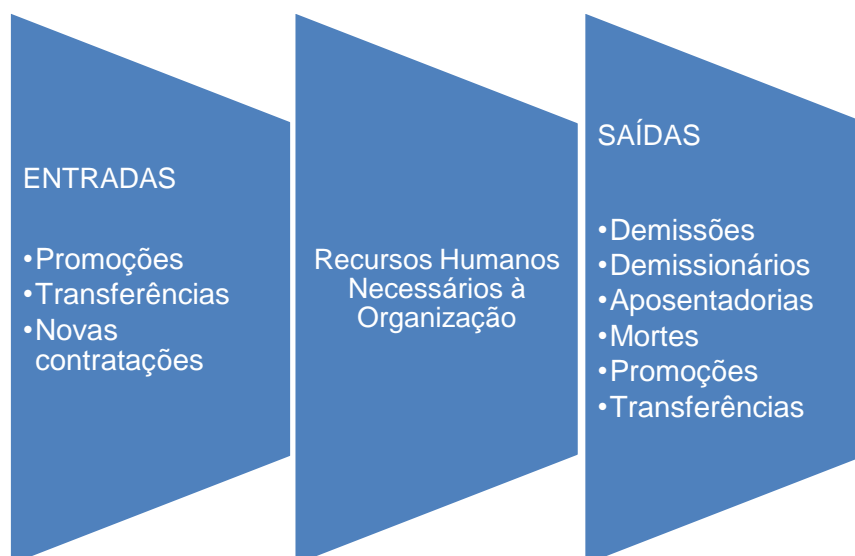 ENTRADAS
•Promoções
•Transferências
•Novas
contratações
Recursos Humanos
Necessários à
Organização
SAÍDAS
•Demissões
•Demissionários
•Aposentadorias
•Mortes
•Promoções
•Transferências